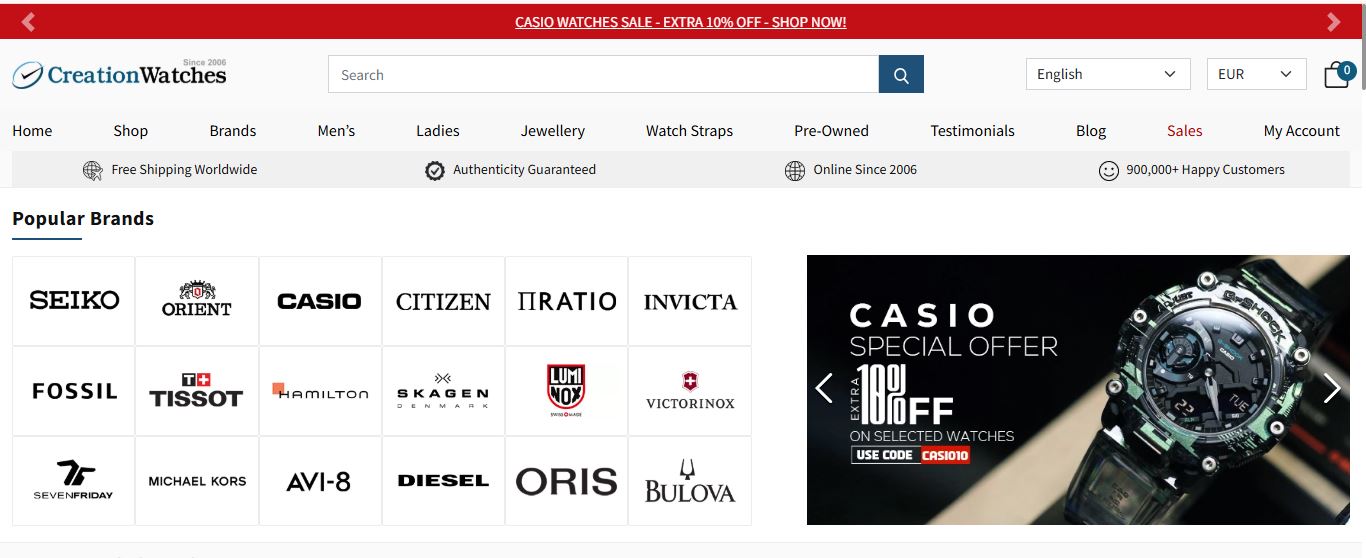 CASIO WATCHES SALE - EXTRA 10% OFF - SHOP NOW!
Since 2006
CreationWatches
Search
English
EUR
0
Home
Shop
Brands
Men's
Ladies
Jewellery
Watch Straps
Pre-Owned
Testimonials
Blog
Sales
My Account
Free Shipping Worldwide
Authenticity Guaranteed
Online Since 2006
900,000+ Happy Customers
Popular Brands
SEIKO
ORIENT
CASIO
CITIZEN
ΠRATIO
INVICTA
FOSSIL
TISSOT
HAMILTON
SKAGEN
DENMARK
LUMINOX
SWISS MADE
VICTORINOX
SEVENFRIDAY
MICHAEL KORS
AVI-8
DIESEL
ORIS
BULOVA
CASIO
SPECIAL OFFER
EXTRA 10% OFF
ON SELECTED WATCHES
USE CODE CASIO10
G-SHOCK
CASIO
22
TUE